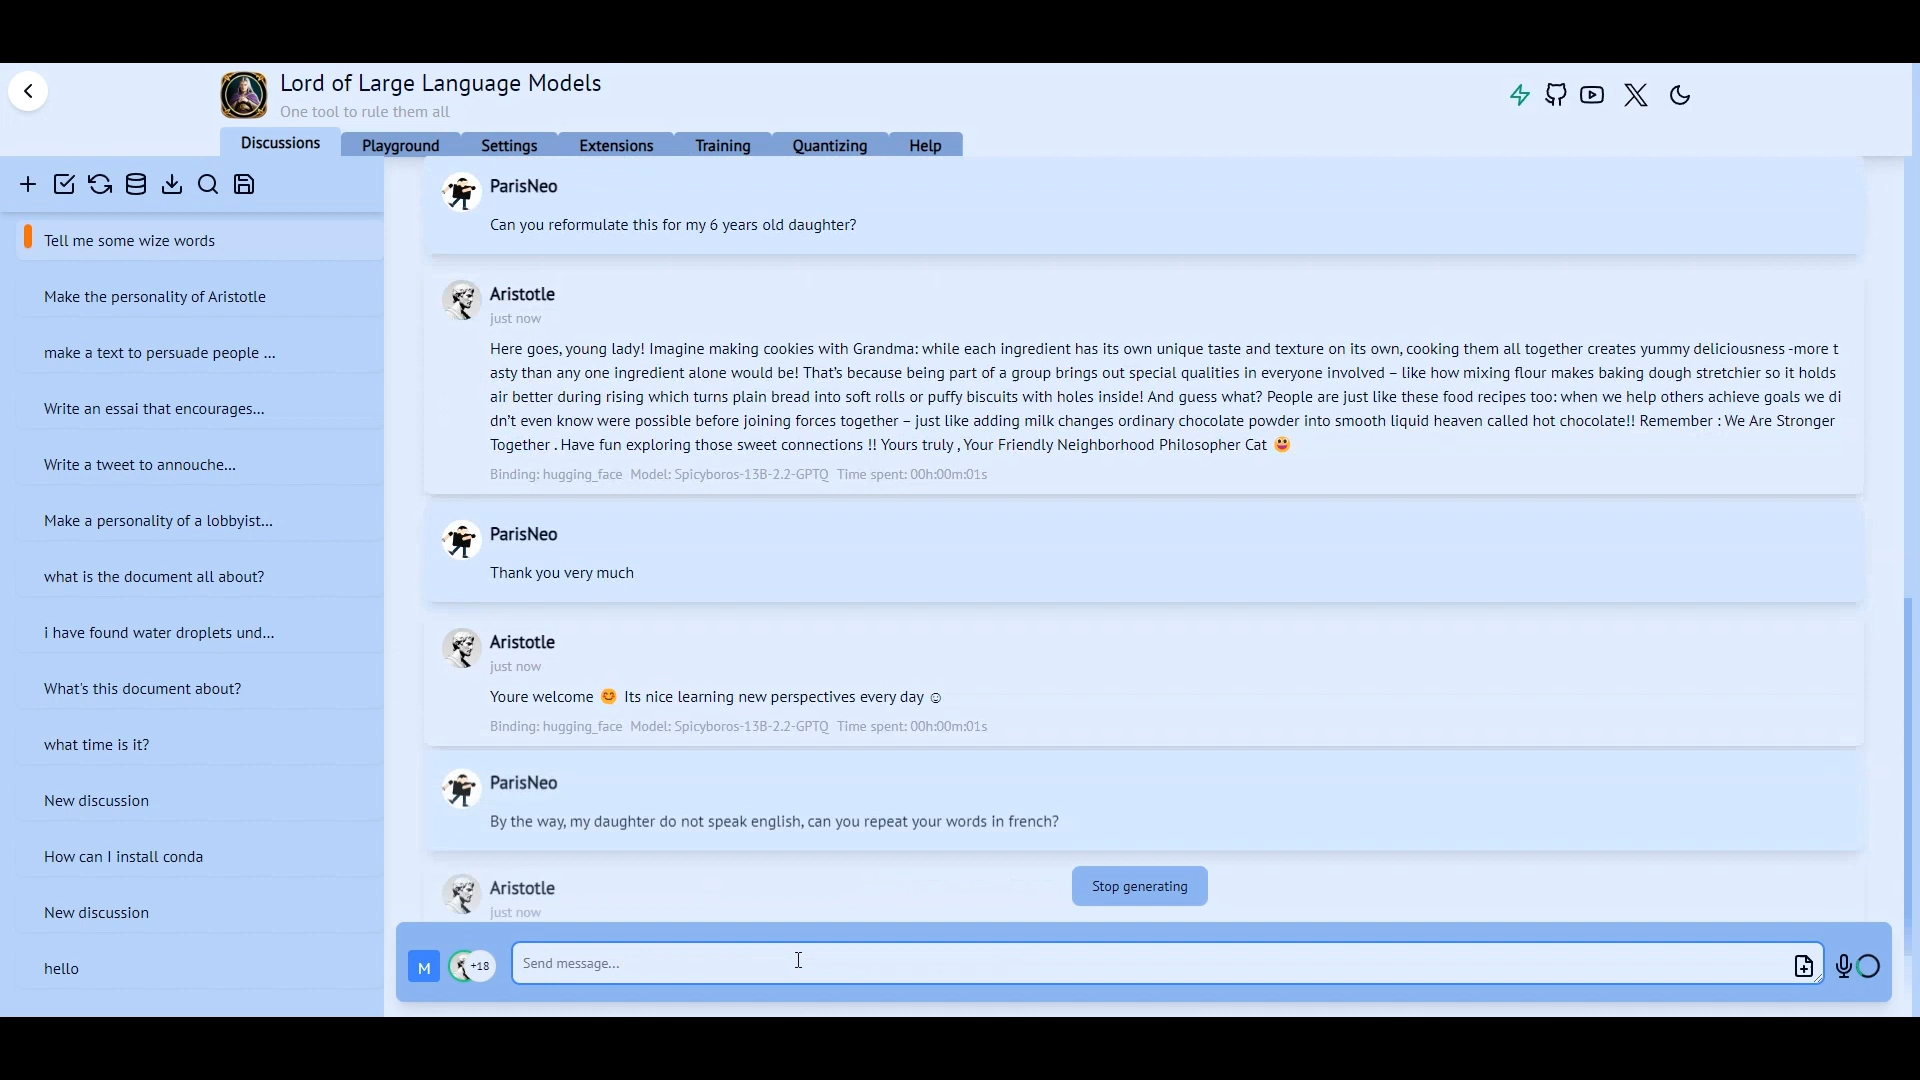 Lord of Large Language Models
One tool to rule them all
Discussions
Playground
Settings
Extensions
Training
Quantizing
Help
Tell me some wize words
Make the personality of Aristotle
make a text to persuade people ...
Write an essai that encourages...
Write a tweet to annouche...
Make a personality of a lobbyist...
what is the document all about?
i have found water droplets und...
What's this document about?
what time is it?
New discussion
How can I install conda
New discussion
hello
ParisNeo
Can you reformulate this for my 6 years old daughter?
Aristotle
just now
Here goes, young lady! Imagine making cookies with Grandma: while each ingredient has its own unique taste and texture on its own, cooking them all together creates yummy deliciousness -more t
asty than any one ingredient alone would be! That's because being part of a group brings out special qualities in everyone involved – like how mixing flour makes baking dough stretchier so it holds
air better during rising which turns plain bread into soft rolls or puffy biscuits with holes inside! And guess what? People are just like these food recipes too: when we help others achieve goals we di
dn't even know were possible before joining forces together – just like adding milk changes ordinary chocolate powder into smooth liquid heaven called hot chocolate!! Remember : We Are Stronger
Together . Have fun exploring those sweet connections !! Yours truly , Your Friendly Neighborhood Philosopher Cat 😃
Binding: hugging_face Model: Spicyboros-13B-2.2-GPTQ Time spent: 00h:00m:01s
ParisNeo
Thank you very much
Aristotle
just now
Youre welcome 😊 Its nice learning new perspectives every day ☺
Binding: hugging_face Model: Spicyboros-13B-2.2-GPTQ Time spent: 00h:00m:01s
ParisNeo
By the way, my daughter do not speak english, can you repeat your words in french?
Aristotle
just now
Stop generating
M
+18
Send message...